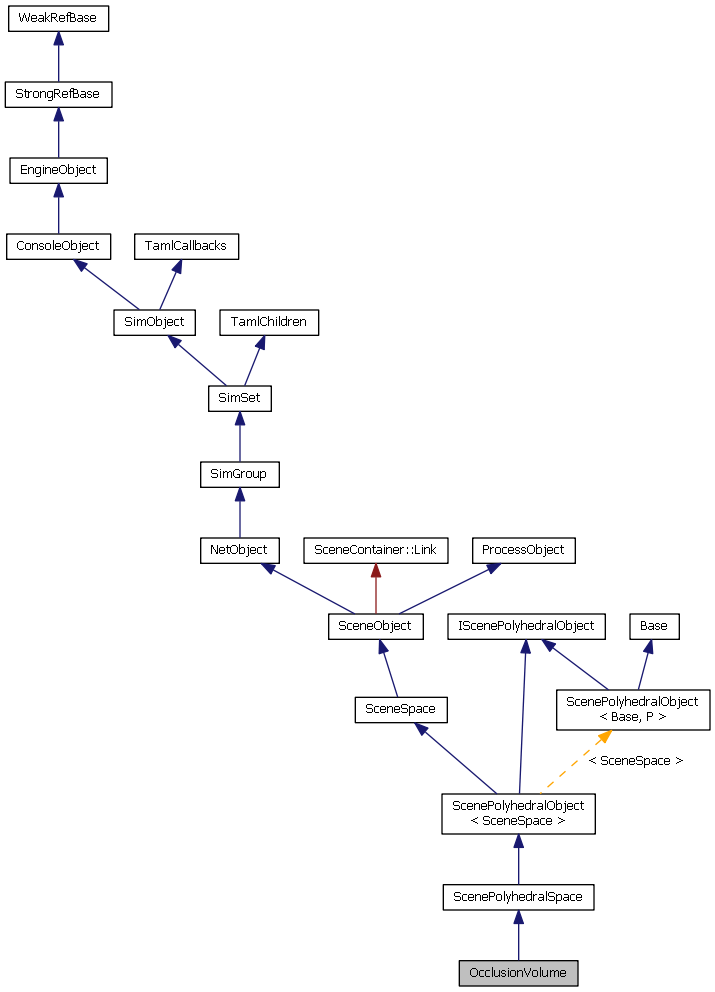 WeakRefBase
StrongRefBase
EngineObject
ConsoleObject
TamlCallbacks
SimObject
TamlChildren
SimSet
SimGroup
NetObject
SceneContainer::Link
ProcessObject
SceneObject
IScenePolyhedralObject
Base
SceneSpace
ScenePolyhedralObject
< Base, P >
< SceneSpace >
ScenePolyhedralObject
< SceneSpace >
ScenePolyhedralSpace
OcclusionVolume